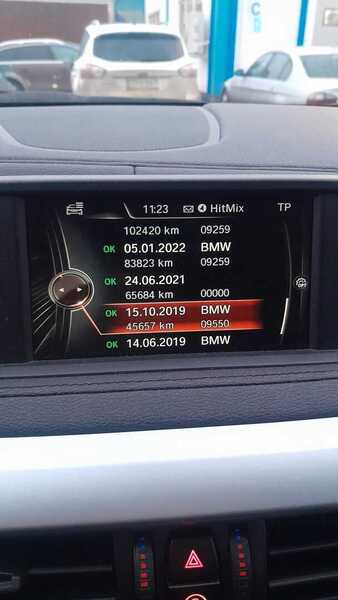 11:23 HitMix TP
102420 km 09259
OK 05.01.2022 BMW
83823 km 09259
OK 24.06.2021
65684 km 00000
OK 15.10.2019 BMW
45657 km 09550
OK 14.06.2019 BMW